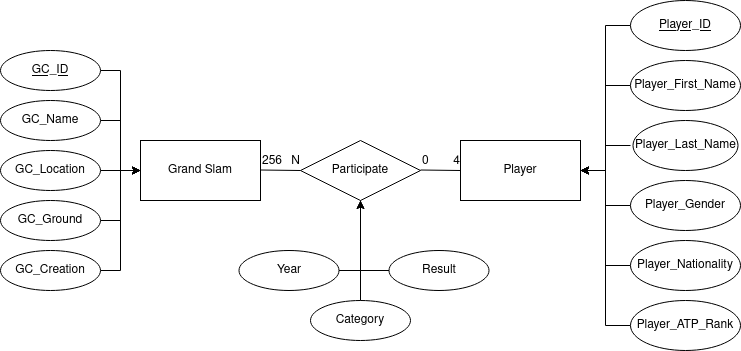 GC_ID
GC_Name
GC_Location
GC_Ground
GC_Creation
Grand Slam
256 N
Participate
0 4
Player
Year
Result
Category
Player_ID
Player_First_Name
Player_Last_Name
Player_Gender
Player_Nationality
Player_ATP_Rank